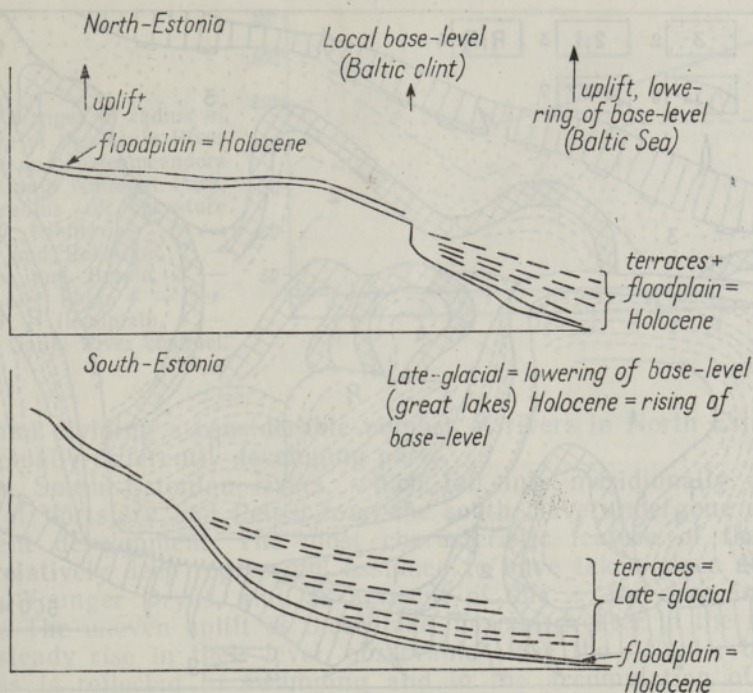 North-Estonia
uplift
floodplain = Holocene
Local base-level
(Baltic clint)
uplift, lowe-
ring of base-level
(Baltic Sea)
terraces +
floodplain =
Holocene
South-Estonia
Late-glacial = lowering of base-level
(great lakes) Holocene = rising of
base-level
terraces =
Late-glacial
floodplain =
Holocene